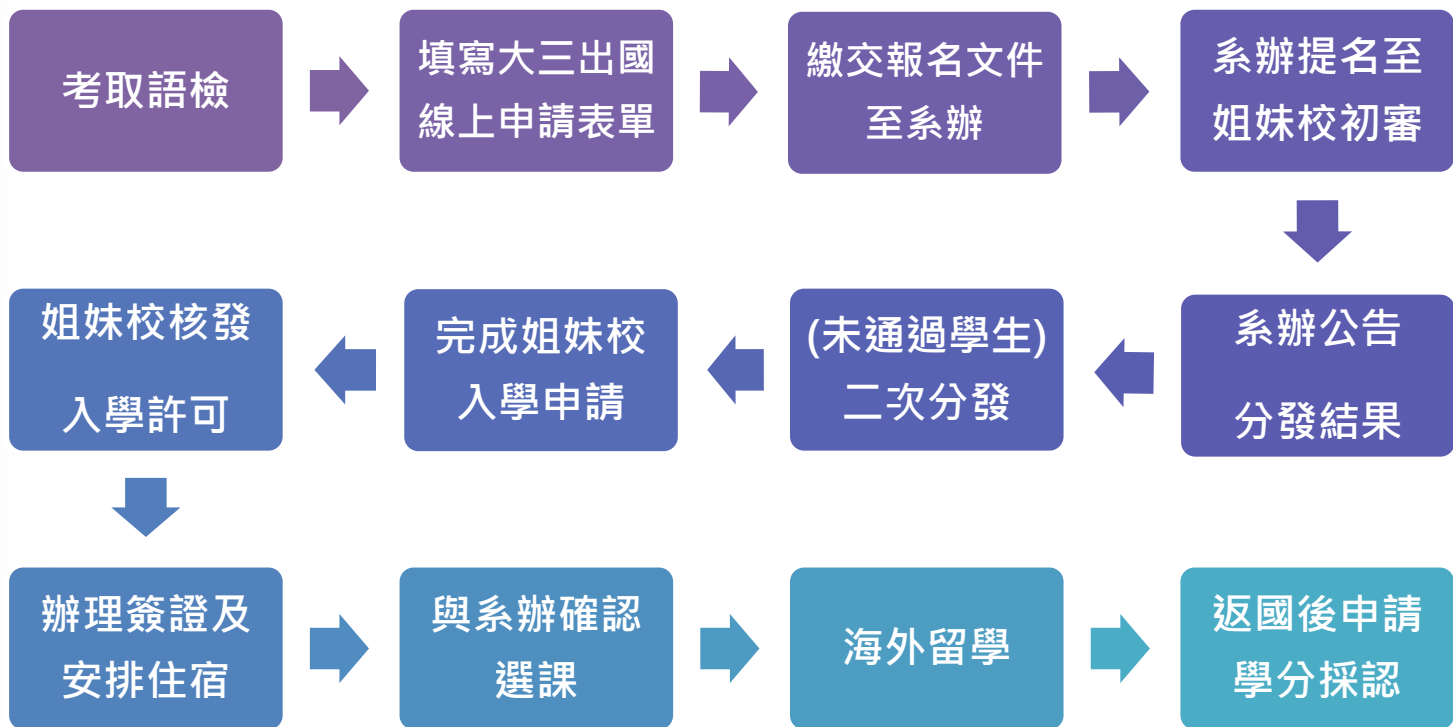 考取語檢
填寫大三出國
線上申請表單
繳交報名文件
至系辦
系辦提名至
姐妹校初審
系辦公告
分發結果
(未通過學生)
二次分發
完成姐妹校
入學申請
姐妹校核發
入學許可
辦理簽證及
安排住宿
與系辦確認
選課
海外留學
返國後申請
學分採認